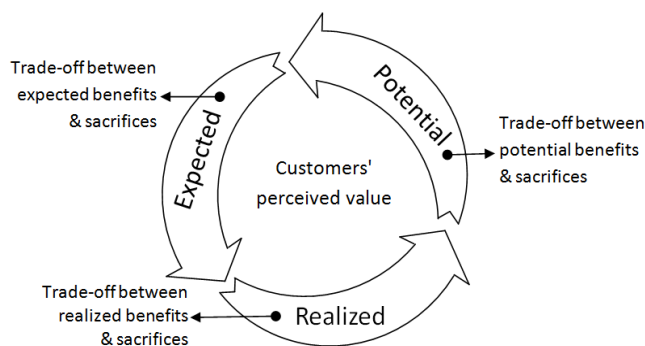 Trade-off between
expected benefits
& sacrifices
Expected
Potential
Trade-off between
potential benefits
& sacrifices
Customers'
perceived value
Trade-off between
realized benefits
& sacrifices
Realized